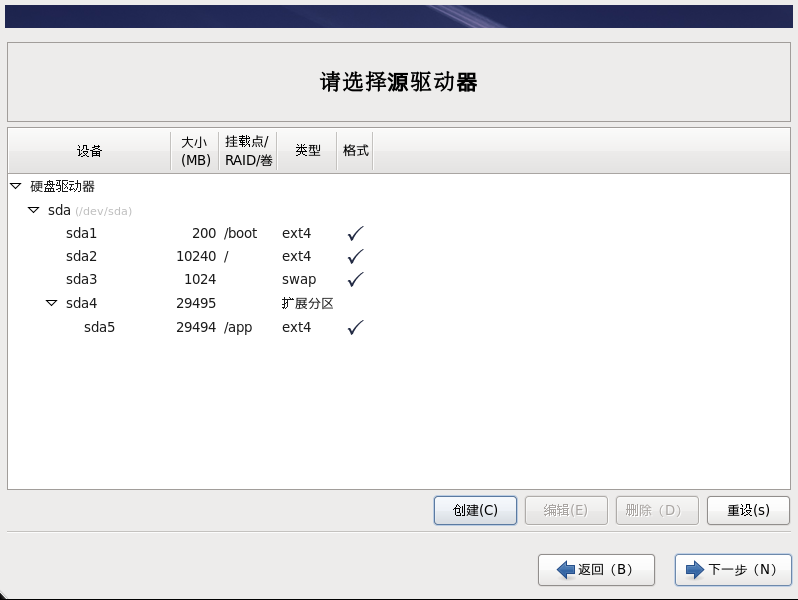 请选择源驱动器
设备 大小 (MB) 挂载点/ RAID/卷 类型 格式
硬盘驱动器
sda (/dev/sda)
sda1 200 /boot ext4 ✓
sda2 10240 / ext4 ✓
sda3 1024 swap ✓
sda4 29495 扩展分区
sda5 29494 /app ext4 ✓
创建(C) 编辑(E) 删除（D） 重设(s)
返回（B） 下一步（N）